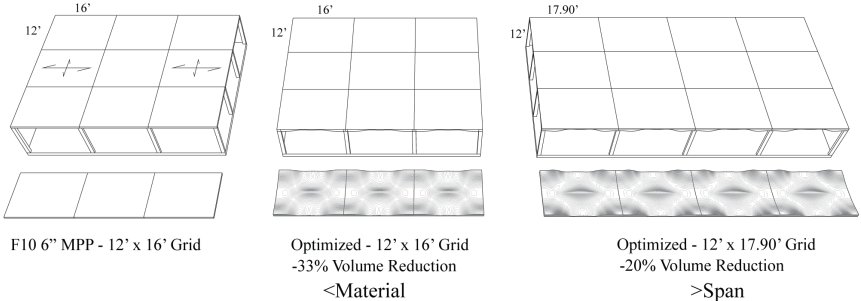 16’
12’
16’
12’
17.90’
12’
F10 6” MPP - 12’ x 16’ Grid
Optimized - 12’ x 16’ Grid
-33% Volume Reduction
<Material
Optimized - 12’ x 17.90’ Grid
-20% Volume Reduction
>Span